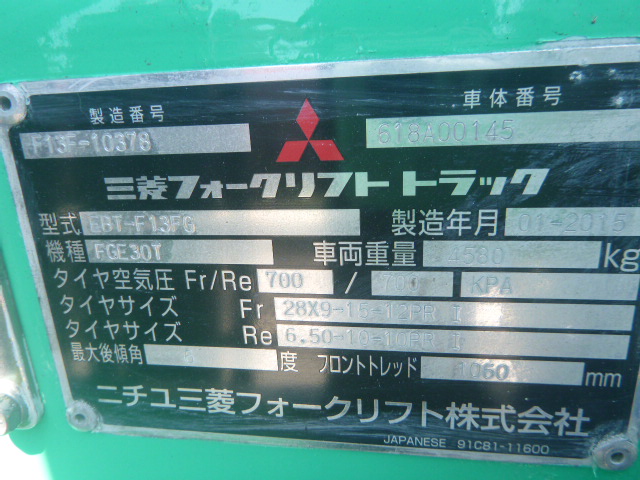 製造番号 車体番号
F13F-10378 618A00145
三菱フォークリフトトラック
型式 EBT-F13FG 製造年月 01-2015
機種 FGE30T 車両重量 4580 kg
タイヤ空気圧 Fr/Re 700 / 700 KPA
タイヤサイズ Fr 28X9-15-12PR I
タイヤサイズ Re 6.50-10-10PR I
最大後傾角 度 フロントトレッド 1060 mm
ニチユ三菱フォークリフト株式会社
JAPANESE 91C81-11600